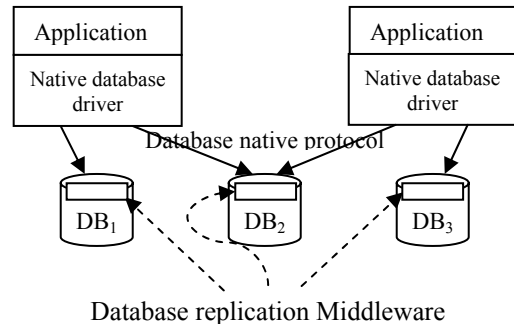 Application
Native database
driver
Application
Native database
driver
Database native protocol
DB₁
DB₂
DB₃
Database replication Middleware